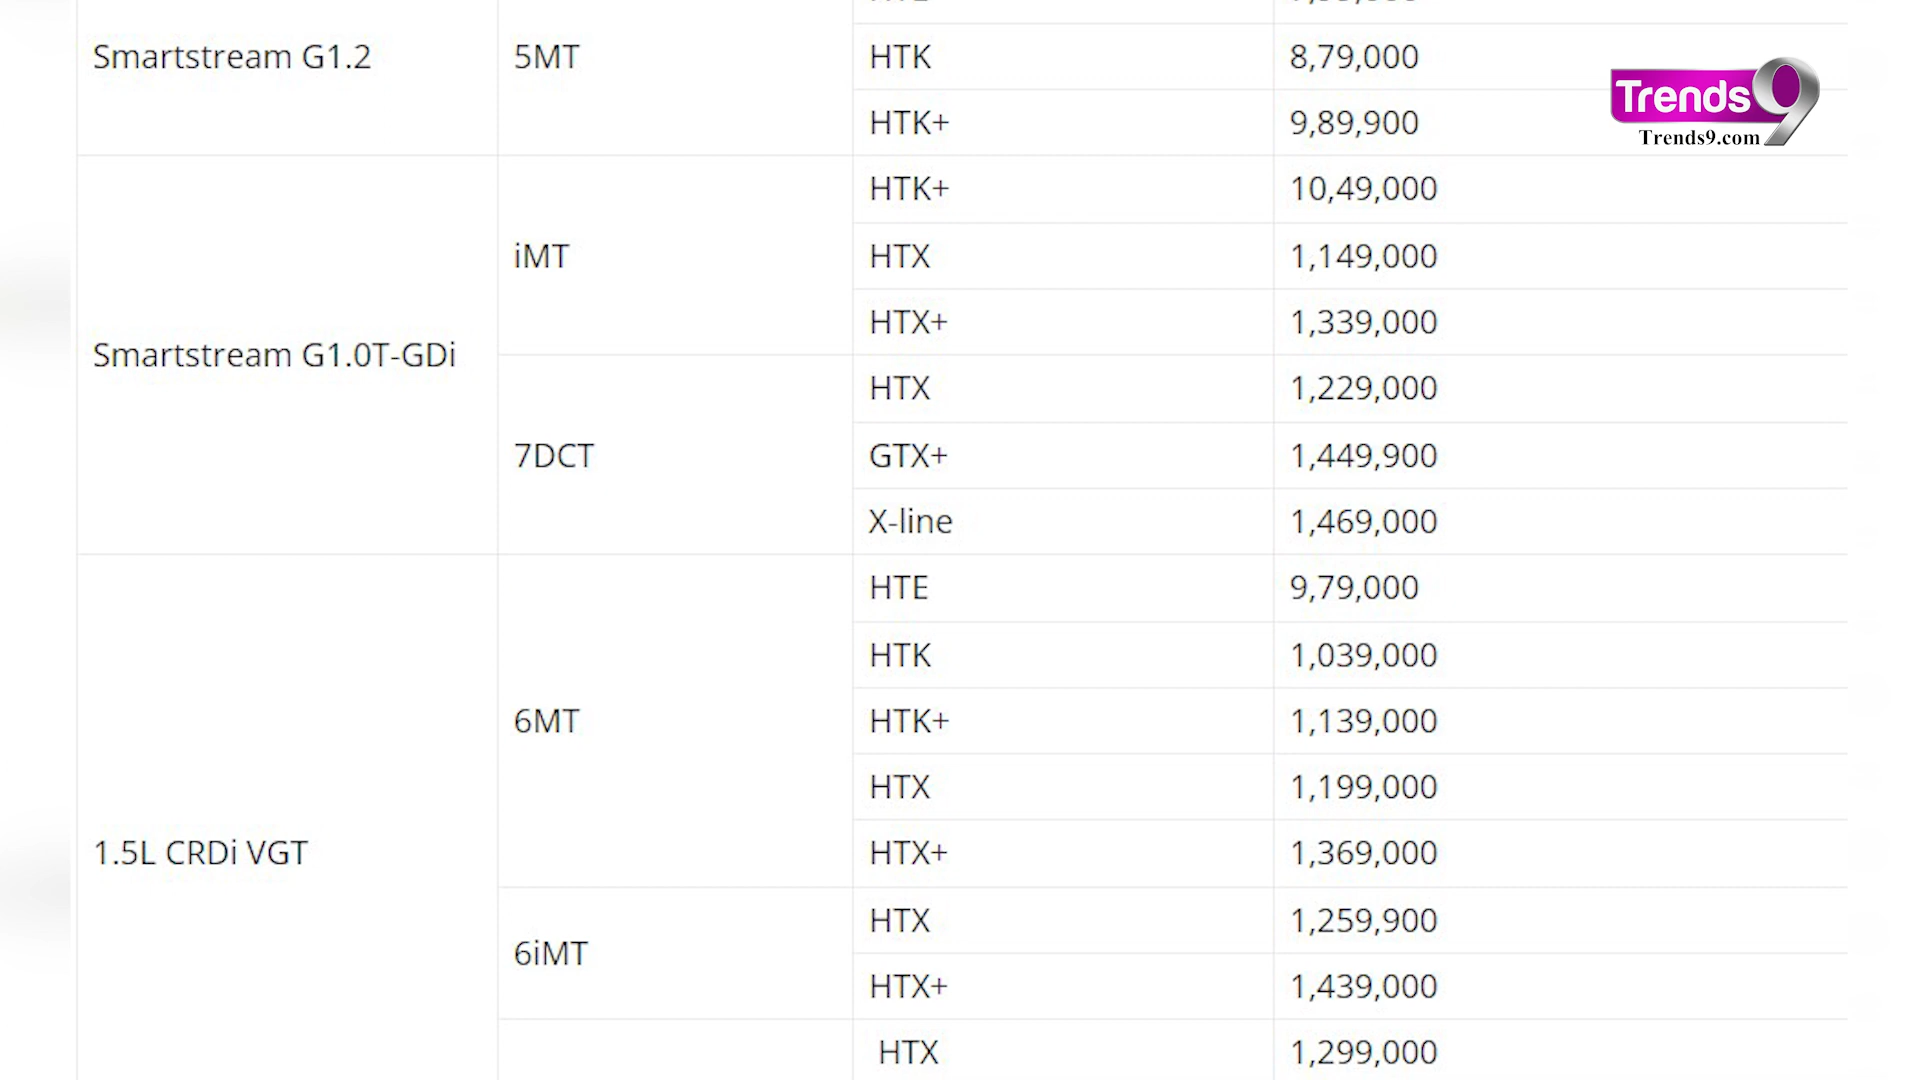 Smartstream G1.2 5MT HTK 8,79,000
HTK+ 9,89,900
Trends9
Trends9.com
Smartstream G1.0T-GDi iMT HTK+ 10,49,000
HTX 1,149,000
HTX+ 1,339,000
7DCT HTX 1,229,000
GTX+ 1,449,900
X-line 1,469,000
1.5L CRDi VGT 6MT HTE 9,79,000
HTK 1,039,000
HTK+ 1,139,000
HTX 1,199,000
HTX+ 1,369,000
6iMT HTX 1,259,900
HTX+ 1,439,000
HTX 1,299,000